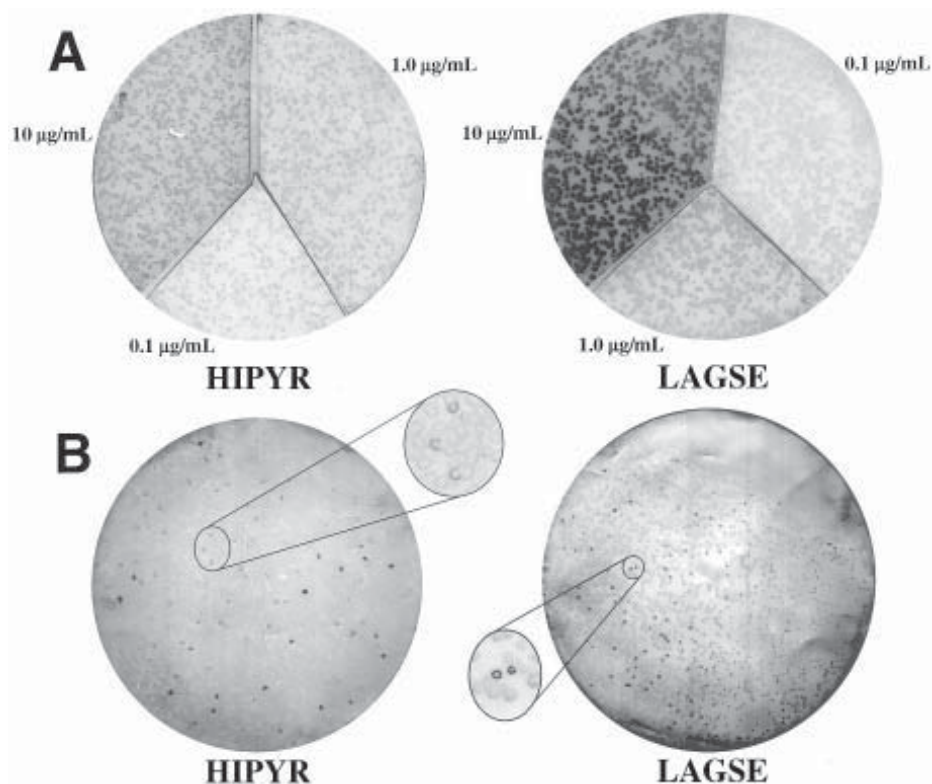 A
1.0 µg/mL
0.1 µg/mL
10 µg/mL
10 µg/mL
0.1 µg/mL
1.0 µg/mL
HIPYR
LAGSE
B
HIPYR
LAGSE